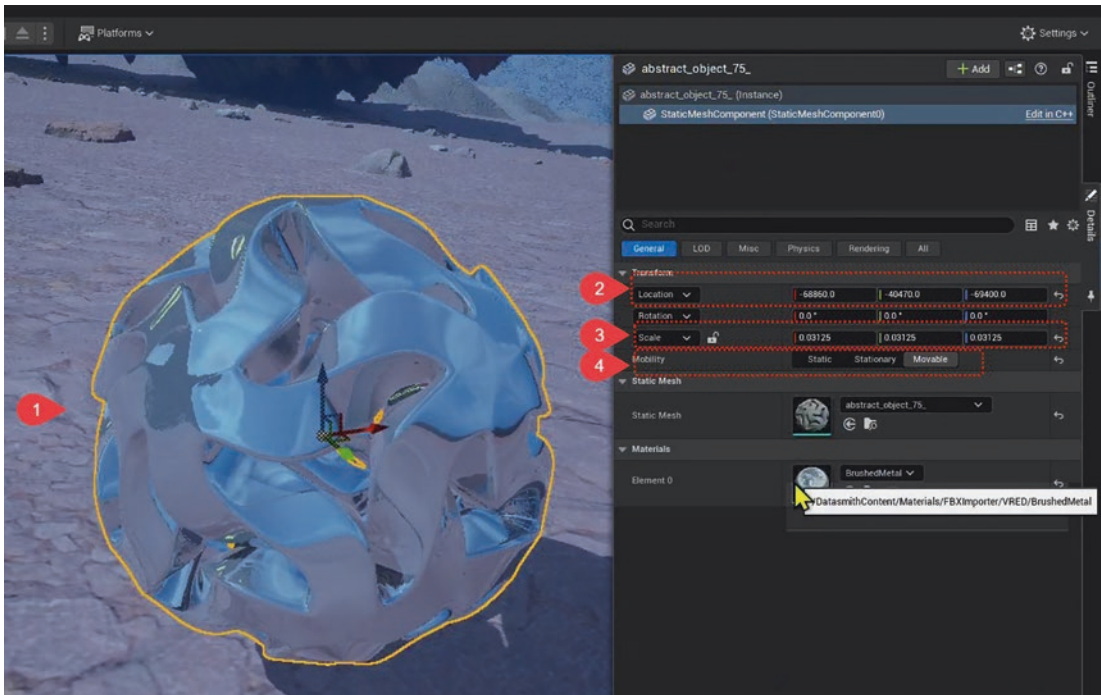 Platforms
Settings
abstract_object_75_
+ Add
Outliner
abstract_object_75_ (Instance)
StaticMeshComponent (StaticMeshComponent0)
Edit in C++
Search
Details
General LOD Misc Physics Rendering All
Transform
2
Location -68860.0 -40470.0 -69400.0
Rotation 0.0 ° 0.0 ° 0.0 °
3
Scale 0.03125 0.03125 0.03125
4
Mobility Static Stationary Movable
Static Mesh
1
Static Mesh abstract_object_75_
Materials
Element 0 BrushedMetal
/DatasmithContent/Materials/FBXImporter/VRED/BrushedMetal